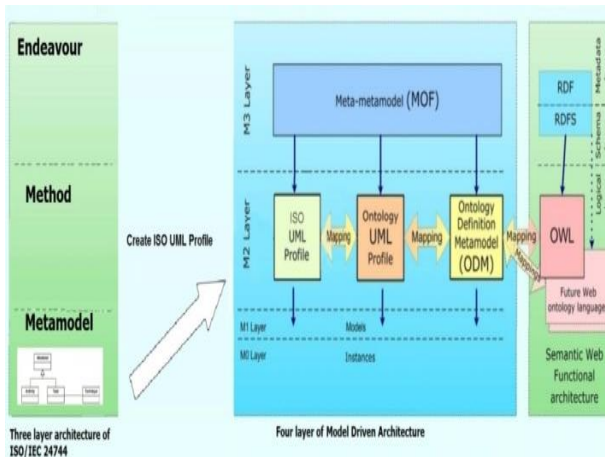 Endeavour
Method
Metamodel
Three layer architecture of
ISO/IEC 24744
Create ISO UML Profile
M3 Layer
Meta-metamodel (MOF)
M2 Layer
ISO
UML
Profile
Mapping
Ontology
UML
Profile
Mapping
Ontology
Definition
Metamodel
(ODM)
M1 Layer
Models
M0 Layer
Instances
Four layer of Model Driven Architecture
RDF
RDFS
Metadata
Schema
Logical
Mapping
Mappings
OWL
Future Web
ontology language
Semantic Web
Functional
architecture